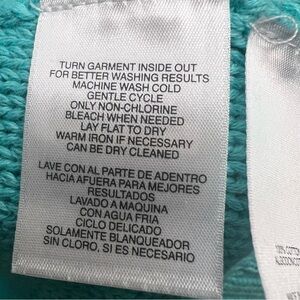 TURN GARMENT INSIDE OUT
FOR BETTER WASHING RESULTS
MACHINE WASH COLD
GENTLE CYCLE
ONLY NON-CHLORINE
BLEACH WHEN NEEDED
LAY FLAT TO DRY
WARM IRON IF NECESSARY
CAN BE DRY CLEANED
LAVE CON AL PARTE DE ADENTRO
HACIA AFUERA PARA MEJORES
RESULTADOS
LAVADO A MAQUINA
CON AGUA FRIA
CICLO DELICADO
SOLAMENTE BLANQUEADOR
SIN CLORO, SI ES NECESARIO